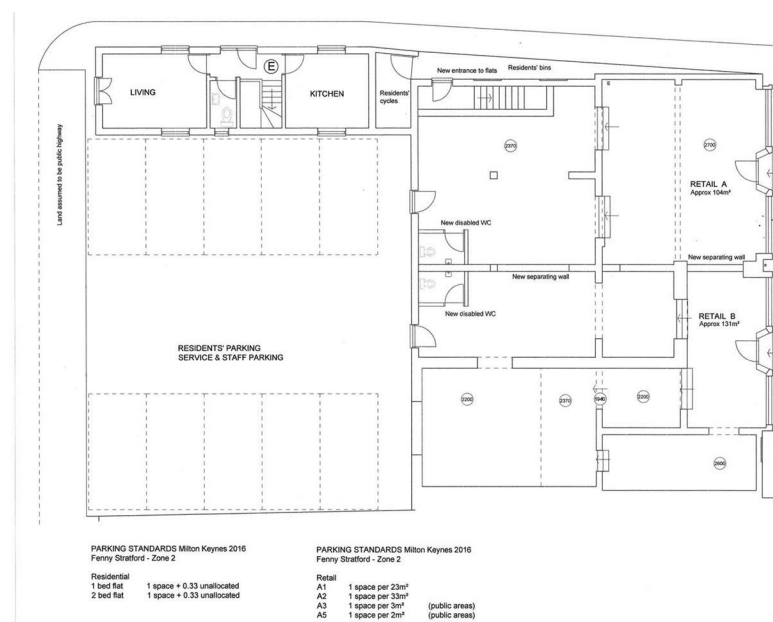 LIVING
E
KITCHEN
Residents'
cycles
New entrance to flats
Residents' bins
2370
2700
RETAIL A
Approx 104m²
Land assumed to be public highway
New disabled WC
New separating wall
New separating wall
New disabled WC
RETAIL B
Approx 131m²
RESIDENTS' PARKING
SERVICE & STAFF PARKING
2200
2370
1940
2200
2600
PARKING STANDARDS Milton Keynes 2016
Fenny Stratford - Zone 2
Residential
1 bed flat 1 space + 0.33 unallocated
2 bed flat 1 space + 0.33 unallocated
PARKING STANDARDS Milton Keynes 2016
Fenny Stratford - Zone 2
Retail
A1 1 space per 23m²
A2 1 space per 33m²
A3 1 space per 3m² (public areas)
A5 1 space per 2m² (public areas)